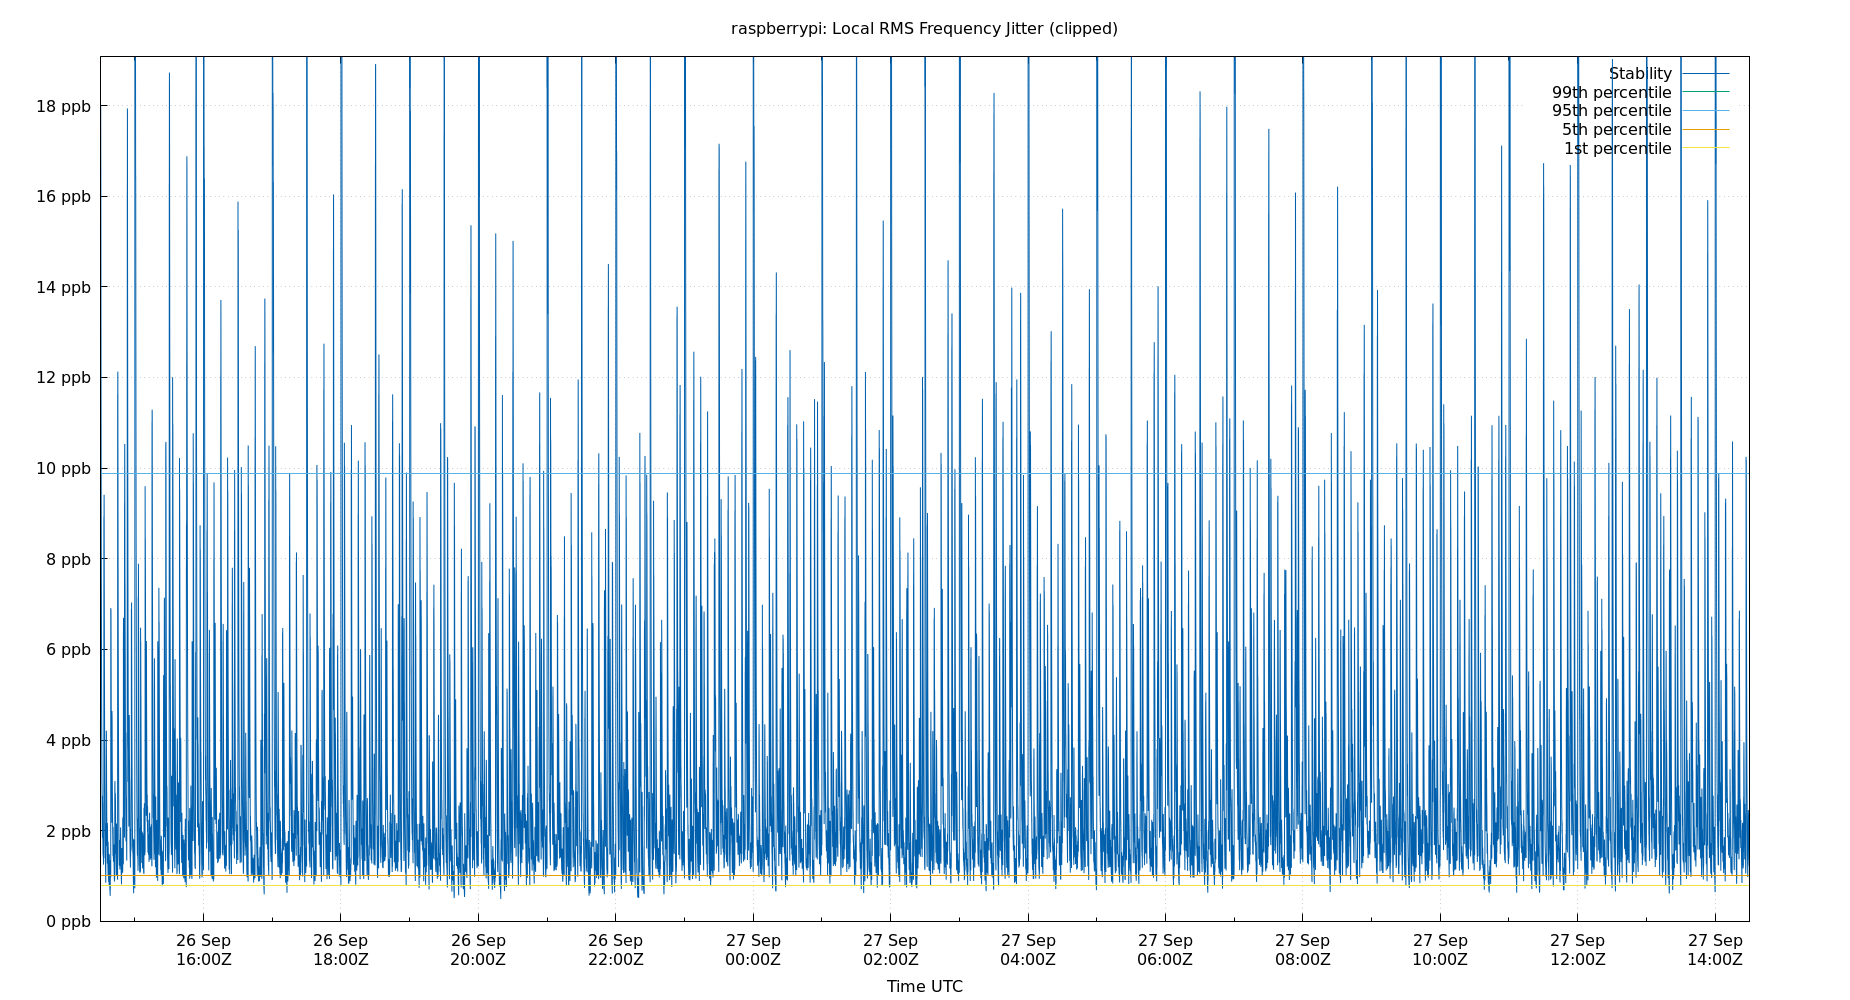 raspberrypi: Local RMS Frequency Jitter (clipped)
Stability
99th percentile
95th percentile
5th percentile
1st percentile
18 ppb
16 ppb
14 ppb
12 ppb
10 ppb
8 ppb
6 ppb
4 ppb
2 ppb
0 ppb
26 Sep 26 Sep 26 Sep 26 Sep 27 Sep 27 Sep 27 Sep 27 Sep 27 Sep 27 Sep 27 Sep 27 Sep
16:00Z 18:00Z 20:00Z 22:00Z 00:00Z 02:00Z 04:00Z 06:00Z 08:00Z 10:00Z 12:00Z 14:00Z
Time UTC